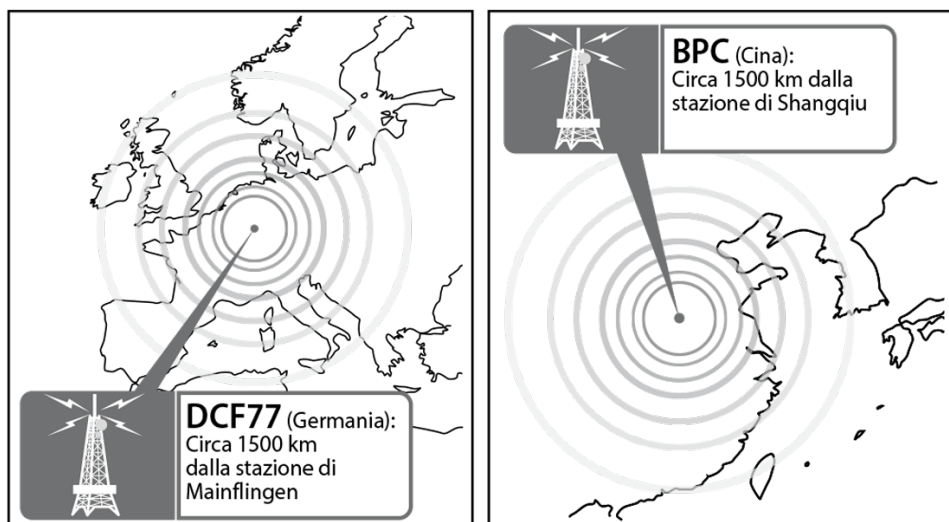 DCF77 (Germania):
Circa 1500 km
dalla stazione di
Mainflingen
BPC (Cina):
Circa 1500 km dalla
stazione di Shangqiu